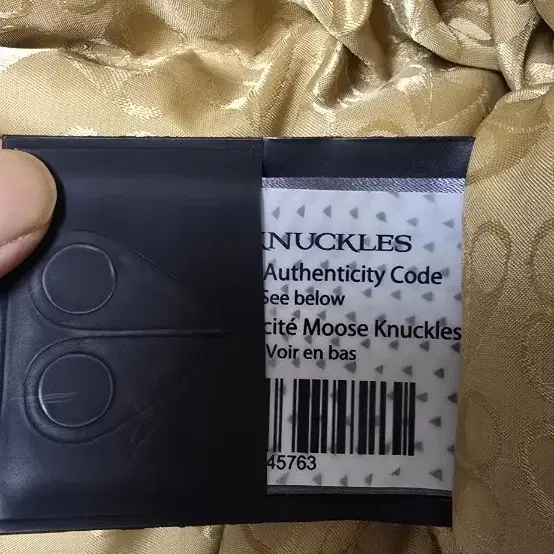 KNUCKLES
Authenticity Code
See below
cité Moose Knuckles
Voir en bas
45763